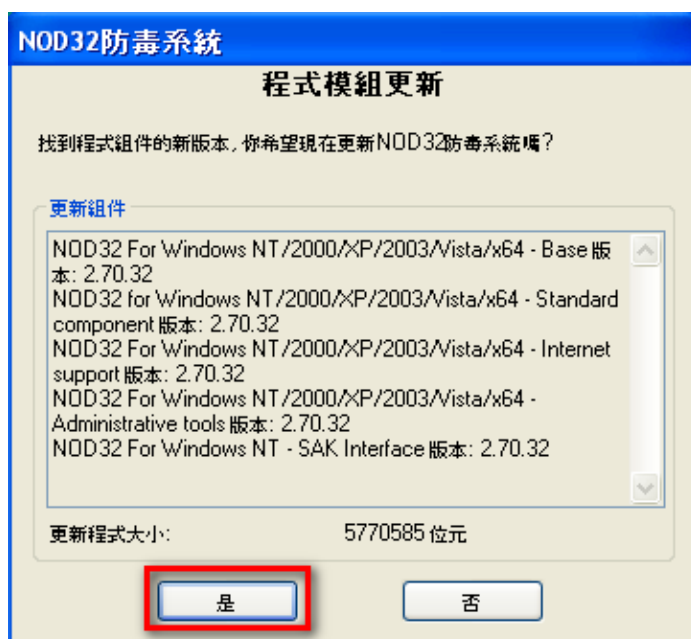 NOD32防毒系統
程式模組更新
找到程式組件的新版本, 你希望現在更新NOD32防毒系統嗎?
更新組件
NOD32 For Windows NT/2000/XP/2003/Vista/x64 - Base 版
本: 2.70.32
NOD32 for Windows NT/2000/XP/2003/Vista/x64 - Standard
component 版本: 2.70.32
NOD32 For Windows NT/2000/XP/2003/Vista/x64 - Internet
support 版本: 2.70.32
NOD32 For Windows NT/2000/XP/2003/Vista/x64 -
Administrative tools 版本: 2.70.32
NOD32 For Windows NT - SAK Interface 版本: 2.70.32
更新程式大小: 5770585 位元
是 否